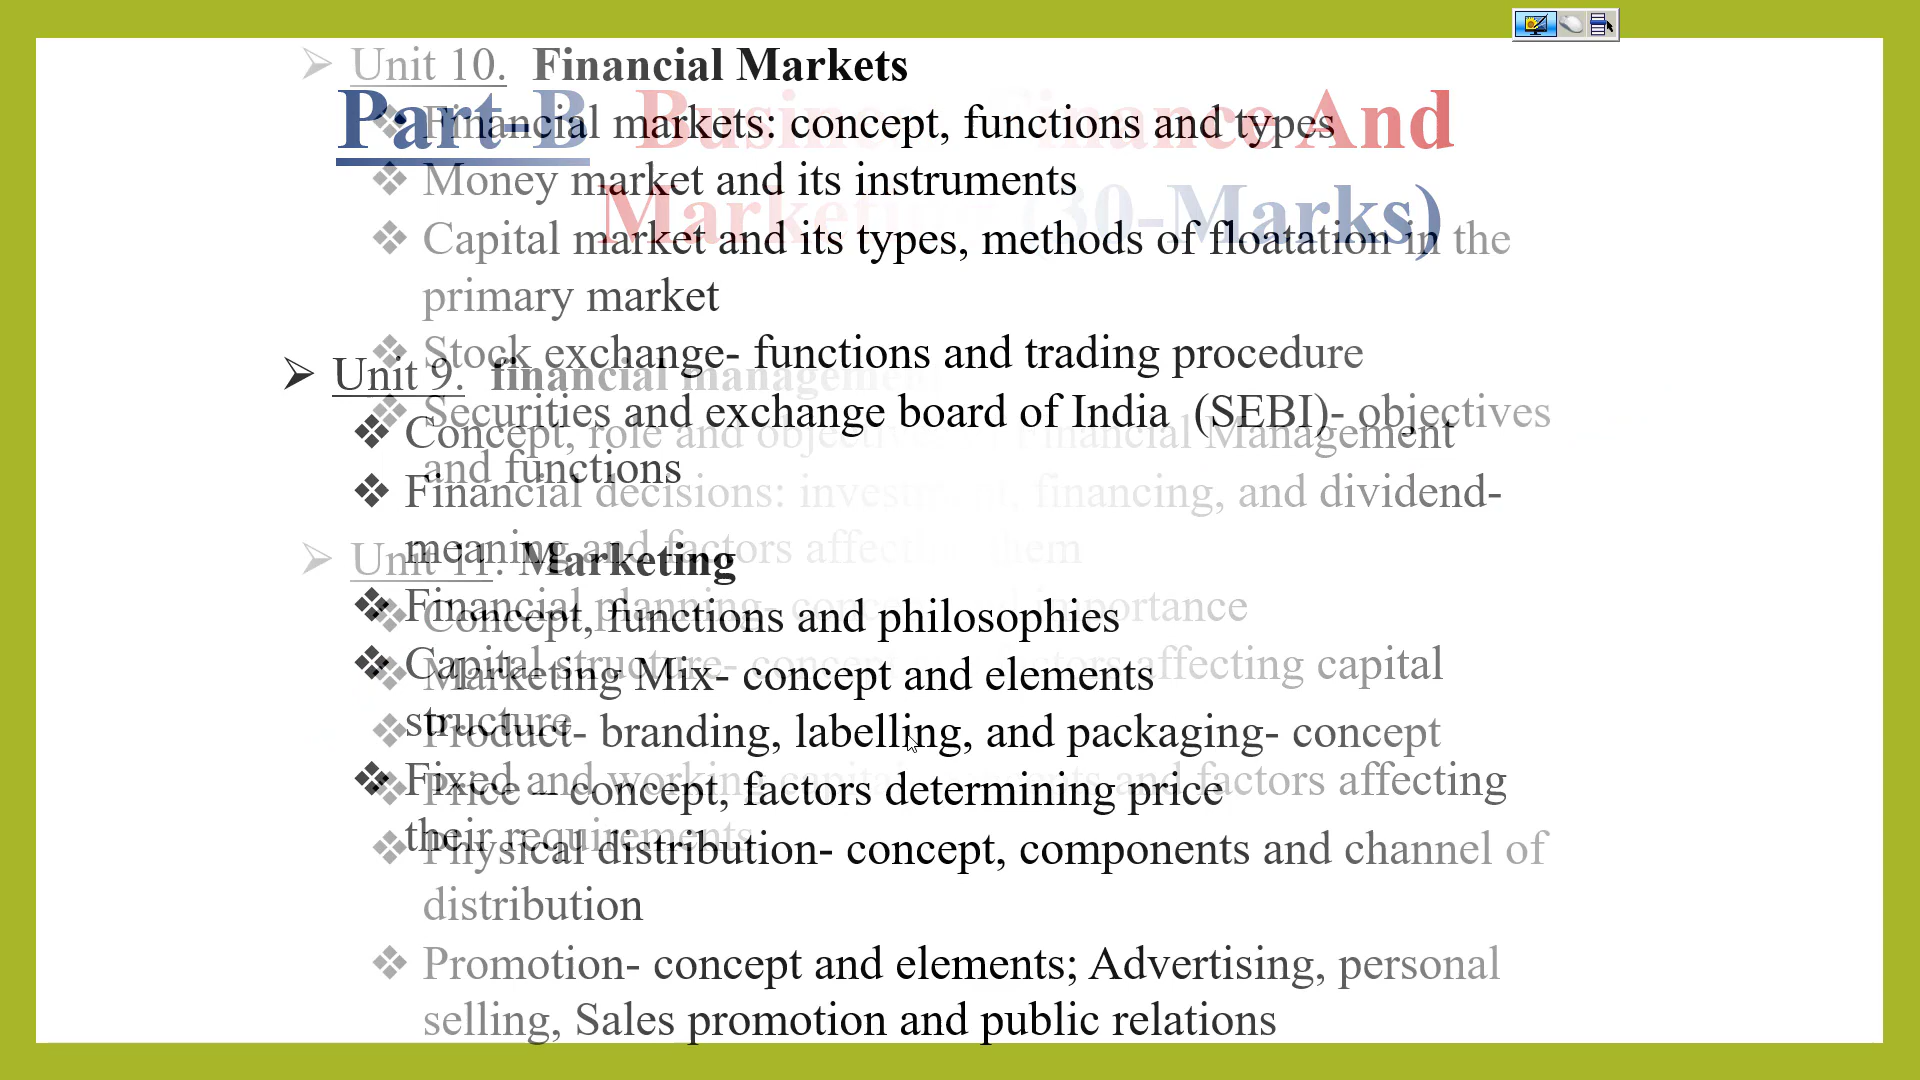 Unit 10. Financial Markets
Part-B Business Finance And
Financial markets: concept, functions and types
Money market and its instruments
Marketing (30-Marks)
Capital market and its types, methods of floatation in the
primary market
Stock exchange- functions and trading procedure
Unit 9. financial management
Securities and exchange board of India (SEBI)- objectives
Concept, role and objectives of Financial Management
and functions
Financial decisions: investment, financing, and dividend-
meaning and factors affecting them
Unit 11. Marketing
Financial planning- concept and importance
Concept, functions and philosophies
Capital structure- concept factors affecting capital
Marketing Mix- concept and elements
structure
Product- branding, labelling, and packaging- concept
Fixed and working capital and factors affecting
Price – concept, factors determining price
their requirements
Physical distribution- concept, components and channel of
distribution
Promotion- concept and elements; Advertising, personal
selling, Sales promotion and public relations